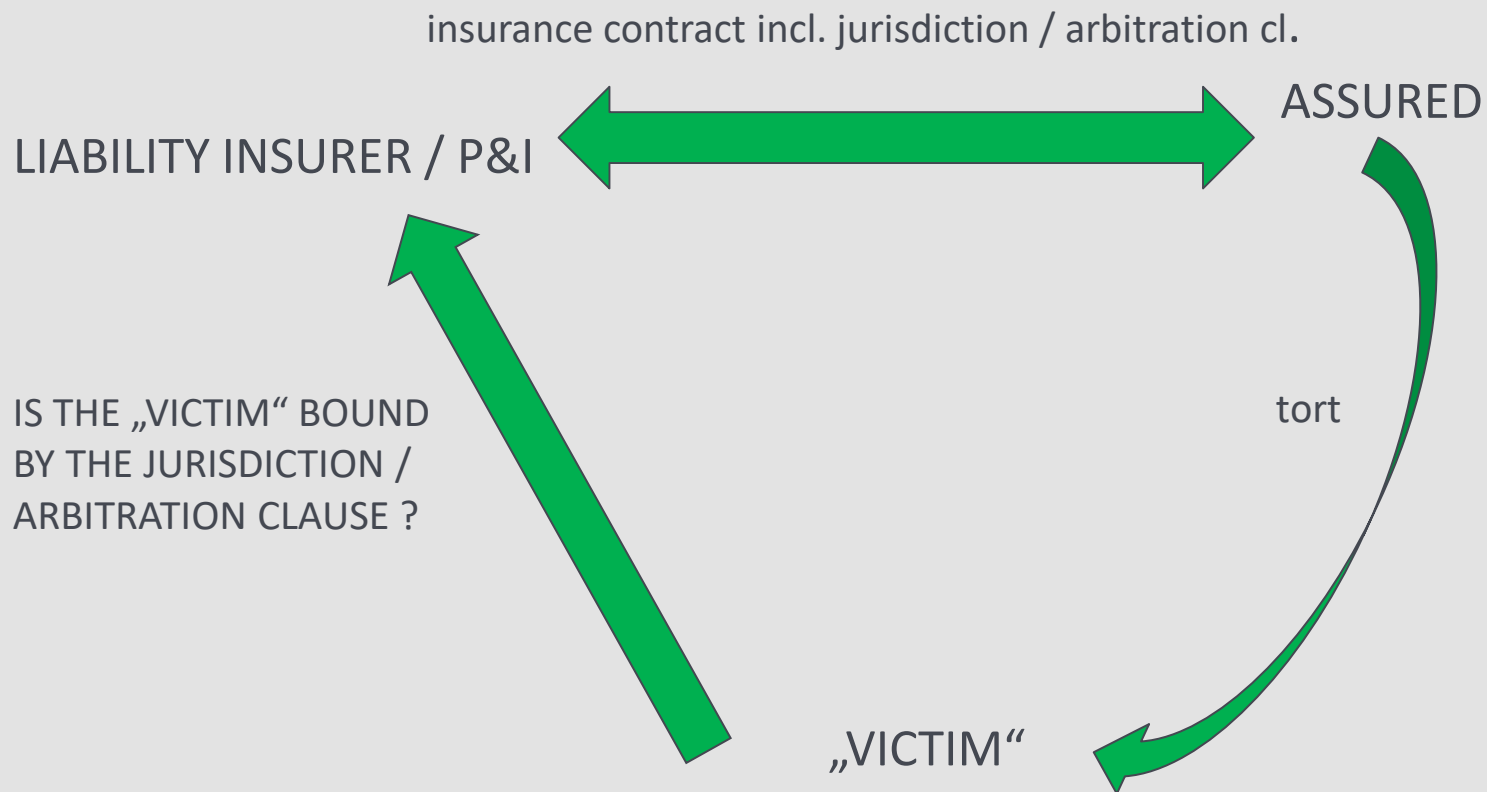 insurance contract incl. jurisdiction / arbitration cl.
ASSURED
LIABILITY INSURER / P&I
IS THE „VICTIM“ BOUND
BY THE JURISDICTION /
ARBITRATION CLAUSE ?
tort
„VICTIM“